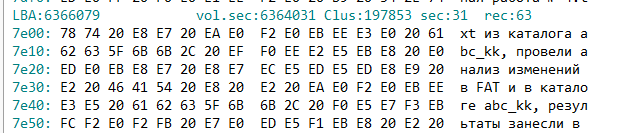 LBA:6366079 vol.sec:6364031 Clus:197853 sec:31 rec:63
7e00: 78 74 20 E8 E7 20 EA E0 F2 E0 EB EE E3 E0 20 61 xt из каталога a
7e10: 62 63 5F 6B 6B 2C 20 EF F0 EE E2 E5 EB E8 20 E0 bc_kk, провели а
7e20: ED E0 EB E8 E7 20 E8 E7 EC E5 ED E5 ED E8 E9 20 нализ изменений
7e30: E2 20 46 41 54 20 E8 20 E2 20 EA E0 F2 E0 EB EE в FAT и в катало
7e40: E3 E5 20 61 62 63 5F 6B 6B 2C 20 F0 E5 E7 F3 EB ге abc_kk, резул
7e50: FC F2 E0 F2 FB 20 E7 E0 ED E5 F1 EB E8 20 E2 20 ьтаты занесли в